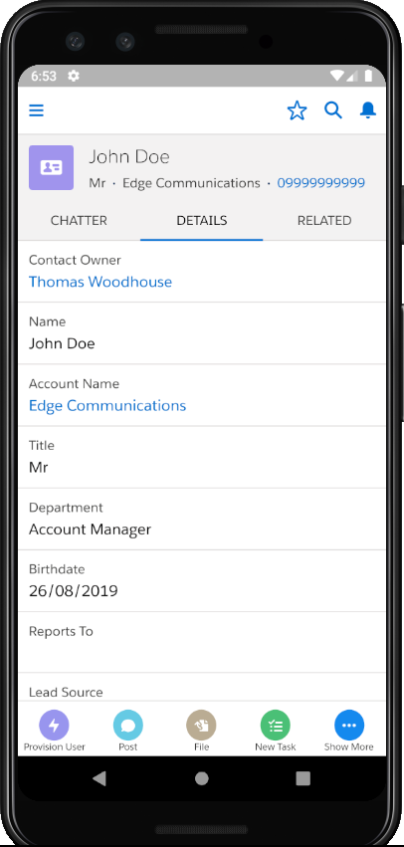 6:53
John Doe
Mr · Edge Communications · 09999999999
CHATTER DETAILS RELATED
Contact Owner
Thomas Woodhouse
Name
John Doe
Account Name
Edge Communications
Title
Mr
Department
Account Manager
Birthdate
26/08/2019
Reports To
Lead Source
Provision User Post File New Task Show More